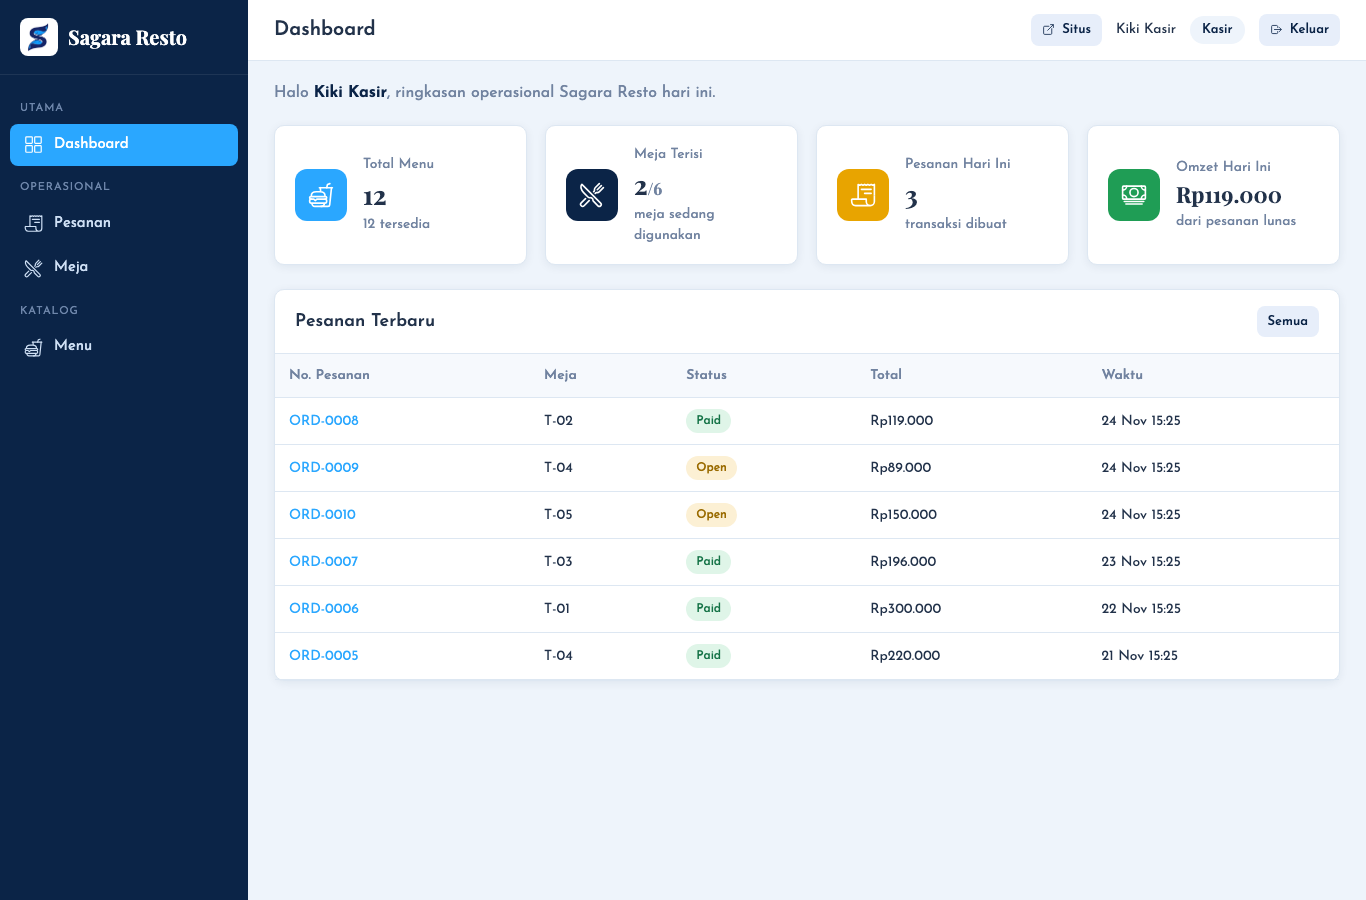 Sagara Resto
UTAMA
Dashboard
OPERASIONAL
Pesanan
Meja
KATALOG
Menu
Dashboard
Situs
Kiki Kasir
Kasir
Keluar
Halo Kiki Kasir, ringkasan operasional Sagara Resto hari ini.
Total Menu
12
12 tersedia
Meja Terisi
2/6
meja sedang
digunakan
Pesanan Hari Ini
3
transaksi dibuat
Omzet Hari Ini
Rp119.000
dari pesanan lunas
Pesanan Terbaru
Semua
No. Pesanan Meja Status Total Waktu
ORD-0008 T-02 Paid Rp119.000 24 Nov 15:25
ORD-0009 T-04 Open Rp89.000 24 Nov 15:25
ORD-0010 T-05 Open Rp150.000 24 Nov 15:25
ORD-0007 T-03 Paid Rp196.000 23 Nov 15:25
ORD-0006 T-01 Paid Rp300.000 22 Nov 15:25
ORD-0005 T-04 Paid Rp220.000 21 Nov 15:25